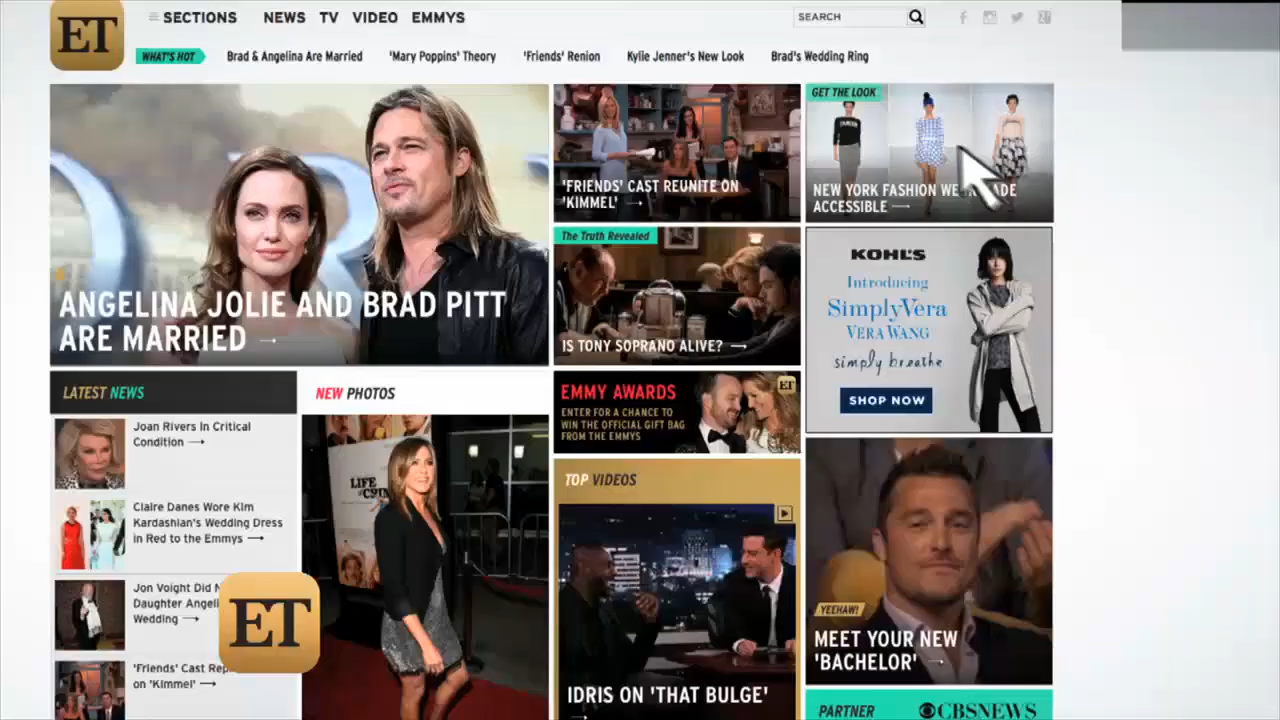 ET
SECTIONS NEWS TV VIDEO EMMYS
SEARCH
WHAT'S HOT Brad & Angelina Are Married 'Mary Poppins' Theory 'Friends' Renion Kylie Jenner's New Look Brad's Wedding Ring
ANGELINA JOLIE AND BRAD PITT
ARE MARRIED
'FRIENDS' CAST REUNITE ON
'KIMMEL'
GET THE LOOK
NEW YORK FASHION
ACCESSIBLE
The Truth Revealed
IS TONY SOPRANO ALIVE?
KOHL'S
Introducing
SimplyVera
VERA WANG
simply breathe
SHOP NOW
LATEST NEWS
Joan Rivers In Critical
Condition
Claire Danes Wore Kim
Kardashian's Wedding Dress
in Red to the Emmys
Jon Voight Did
Daughter
Wedding
'Friends' Cast
on 'Kimmel'
ET
NEW PHOTOS
LIFE of
EMMY AWARDS
ENTER FOR A CHANCE TO
WIN THE OFFICIAL GIFT BAG
FROM THE EMMYS
ET
TOP VIDEOS
IDRIS ON 'THAT BULGE'
YEEHAW!
MEET YOUR NEW
'BACHELOR'
PARTNER CBSNEWS